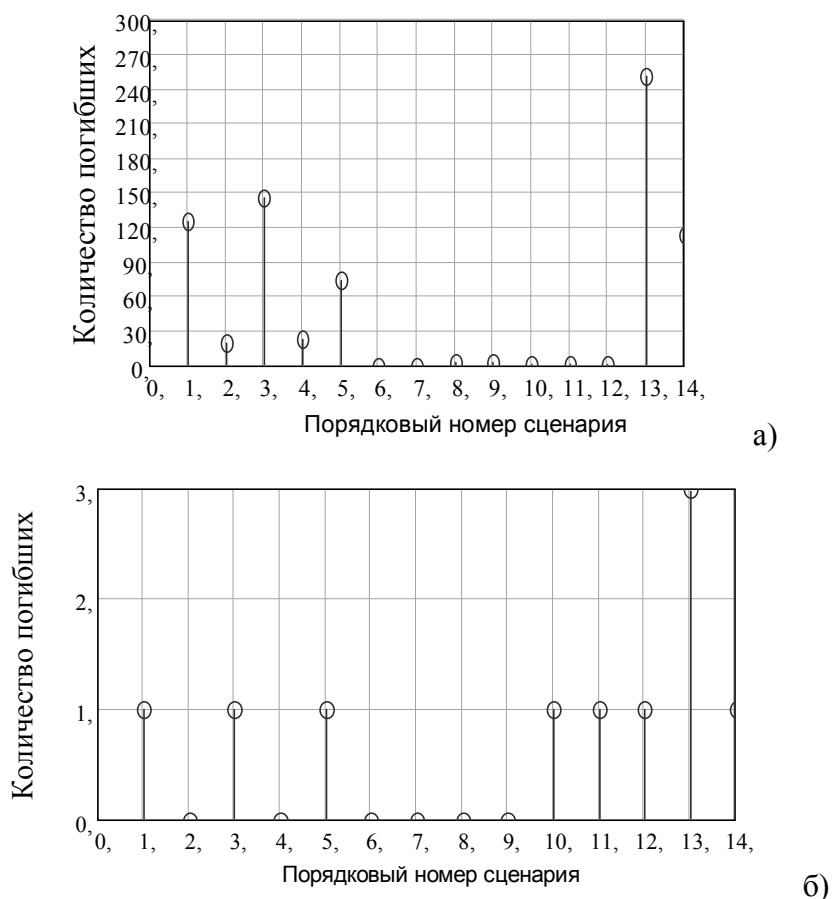 Количество погибших
300,
270,
240,
210,
180,
150,
120,
90,
60,
30,
0,
0, 1, 2, 3, 4, 5, 6, 7, 8, 9, 10, 11, 12, 13, 14,
Порядковый номер сценария
а)
Количество погибших
3,
2,
1,
0,
0, 1, 2, 3, 4, 5, 6, 7, 8, 9, 10, 11, 12, 13, 14,
Порядковый номер сценария
б)